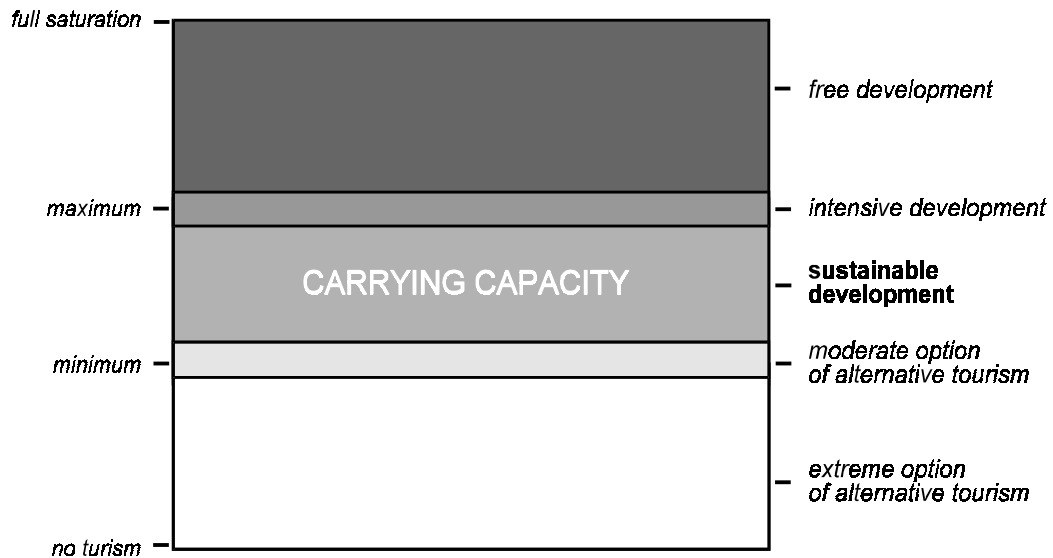 full saturation
free development
maximum
intensive development
CARRYING CAPACITY
sustainable
development
minimum
moderate option
of alternative tourism
extreme option
of alternative tourism
no turism